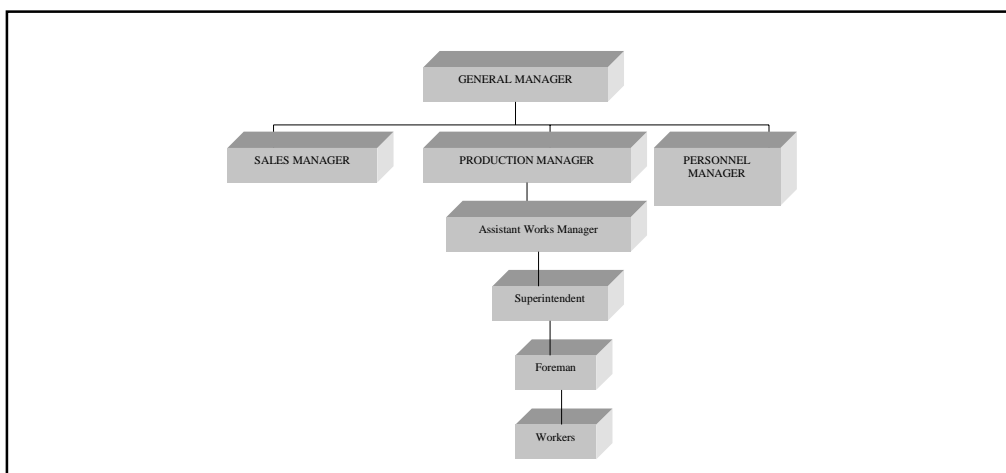 GENERAL MANAGER
SALES MANAGER
PRODUCTION MANAGER
PERSONNEL
MANAGER
Assistant Works Manager
Superintendent
Foreman
Workers